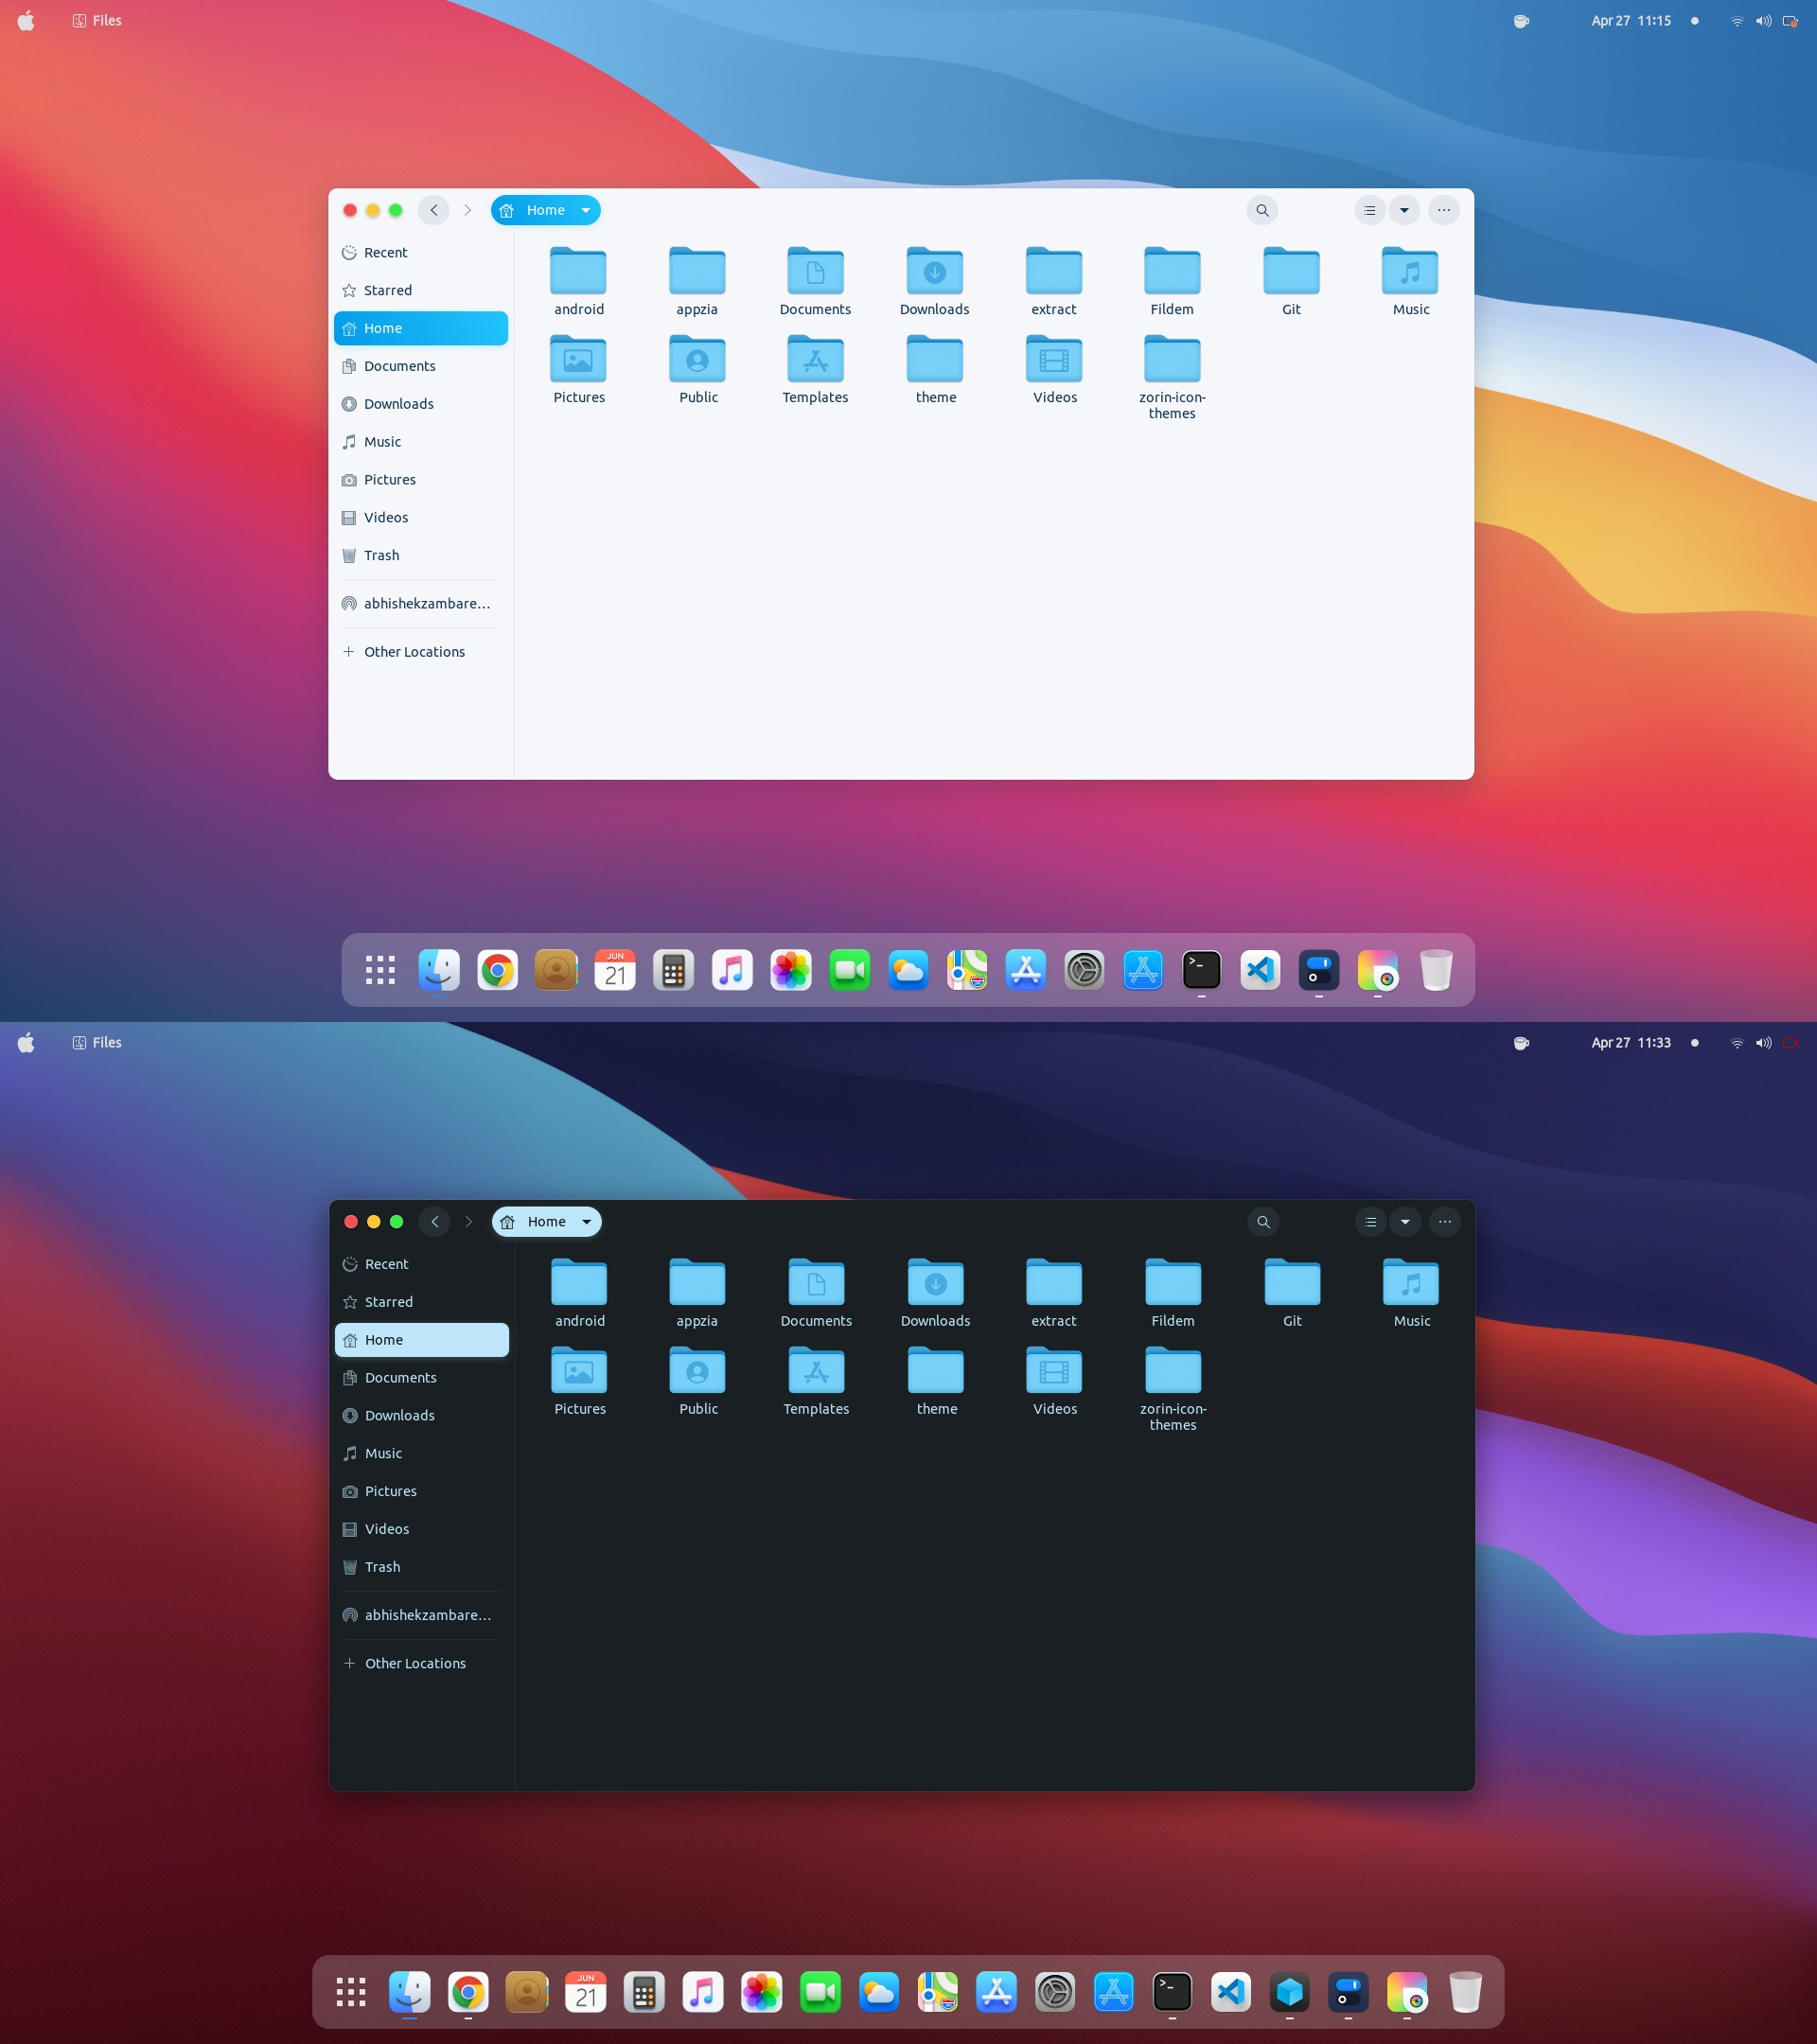 Files
Apr 27 11:15
Home
Recent
Starred
Home
Documents
Downloads
Music
Pictures
Videos
Trash
abhishekzambare…
Other Locations
android appzia Documents Downloads extract Fildem Git Music
Pictures Public Templates theme Videos zorin-icon-
themes
JUN
21
>_
Files
Apr 27 11:33
Home
Recent
Starred
Home
Documents
Downloads
Music
Pictures
Videos
Trash
abhishekzambare…
Other Locations
android appzia Documents Downloads extract Fildem Git Music
Pictures Public Templates theme Videos zorin-icon-
themes
JUN
21
>_